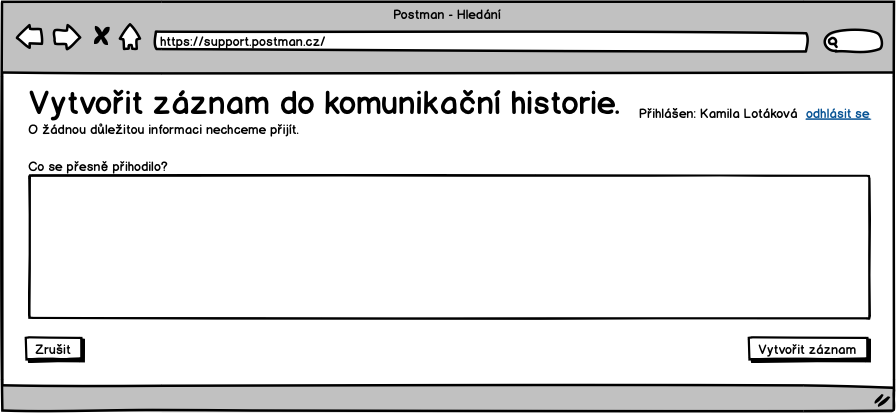 Postman - Hledání
https://support.postman.cz/
Vytvořit záznam do komunikační historie.
Přihlášen: Kamila Lotáková odhlásit se
O žádnou důležitou informaci nechceme přijít.
Co se přesně přihodilo?
Zrušit
Vytvořit záznam